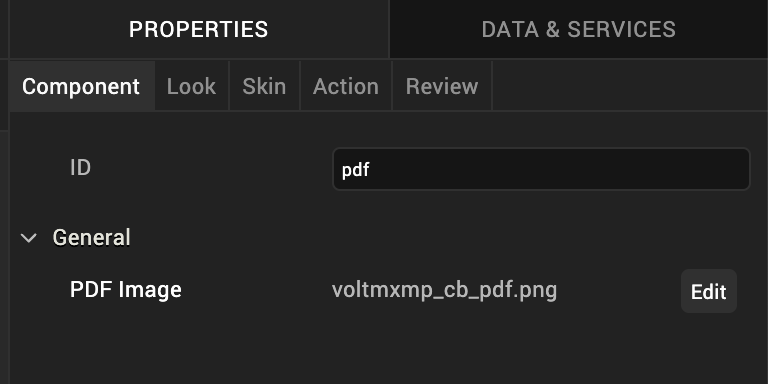 PROPERTIES DATA & SERVICES
Component Look Skin Action Review
ID pdf
General
PDF Image voltmxmp_cb_pdf.png Edit